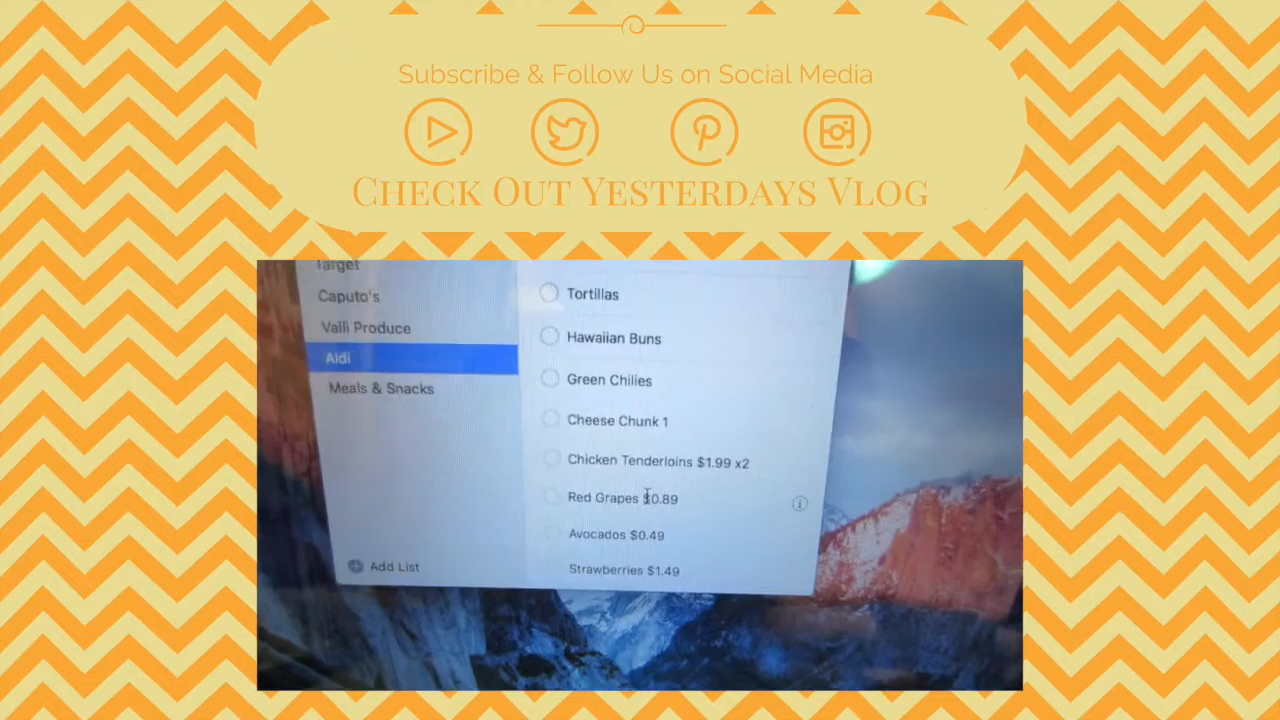 Subscribe & Follow Us on Social Media
Check Out Yesterdays Vlog
Target
Caputo's
Valli Produce
Aldi
Meals & Snacks
Add List
Tortillas
Hawaiian Buns
Green Chilies
Cheese Chunk 1
Chicken Tenderloins $1.99 x2
Red Grapes $0.89
Avocados $0.49
Strawberries $1.49